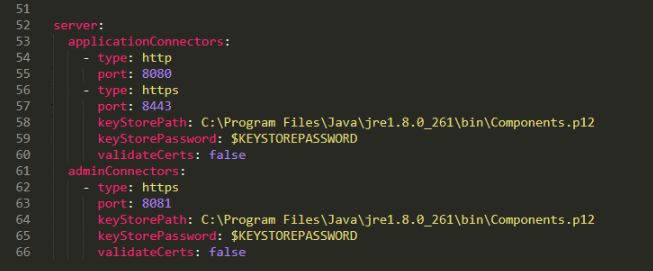 51
52 server:
53 applicationConnectors:
54 - type: http
55 port: 8080
56 - type: https
57 port: 8443
58 keyStorePath: C:\Program Files\Java\jre1.8.0_261\bin\Components.p12
59 keyStorePassword: $KEYSTOREPASSWORD
60 validateCerts: false
61 adminConnectors:
62 - type: https
63 port: 8081
64 keyStorePath: C:\Program Files\Java\jre1.8.0_261\bin\Components.p12
65 keyStorePassword: $KEYSTOREPASSWORD
66 validateCerts: false